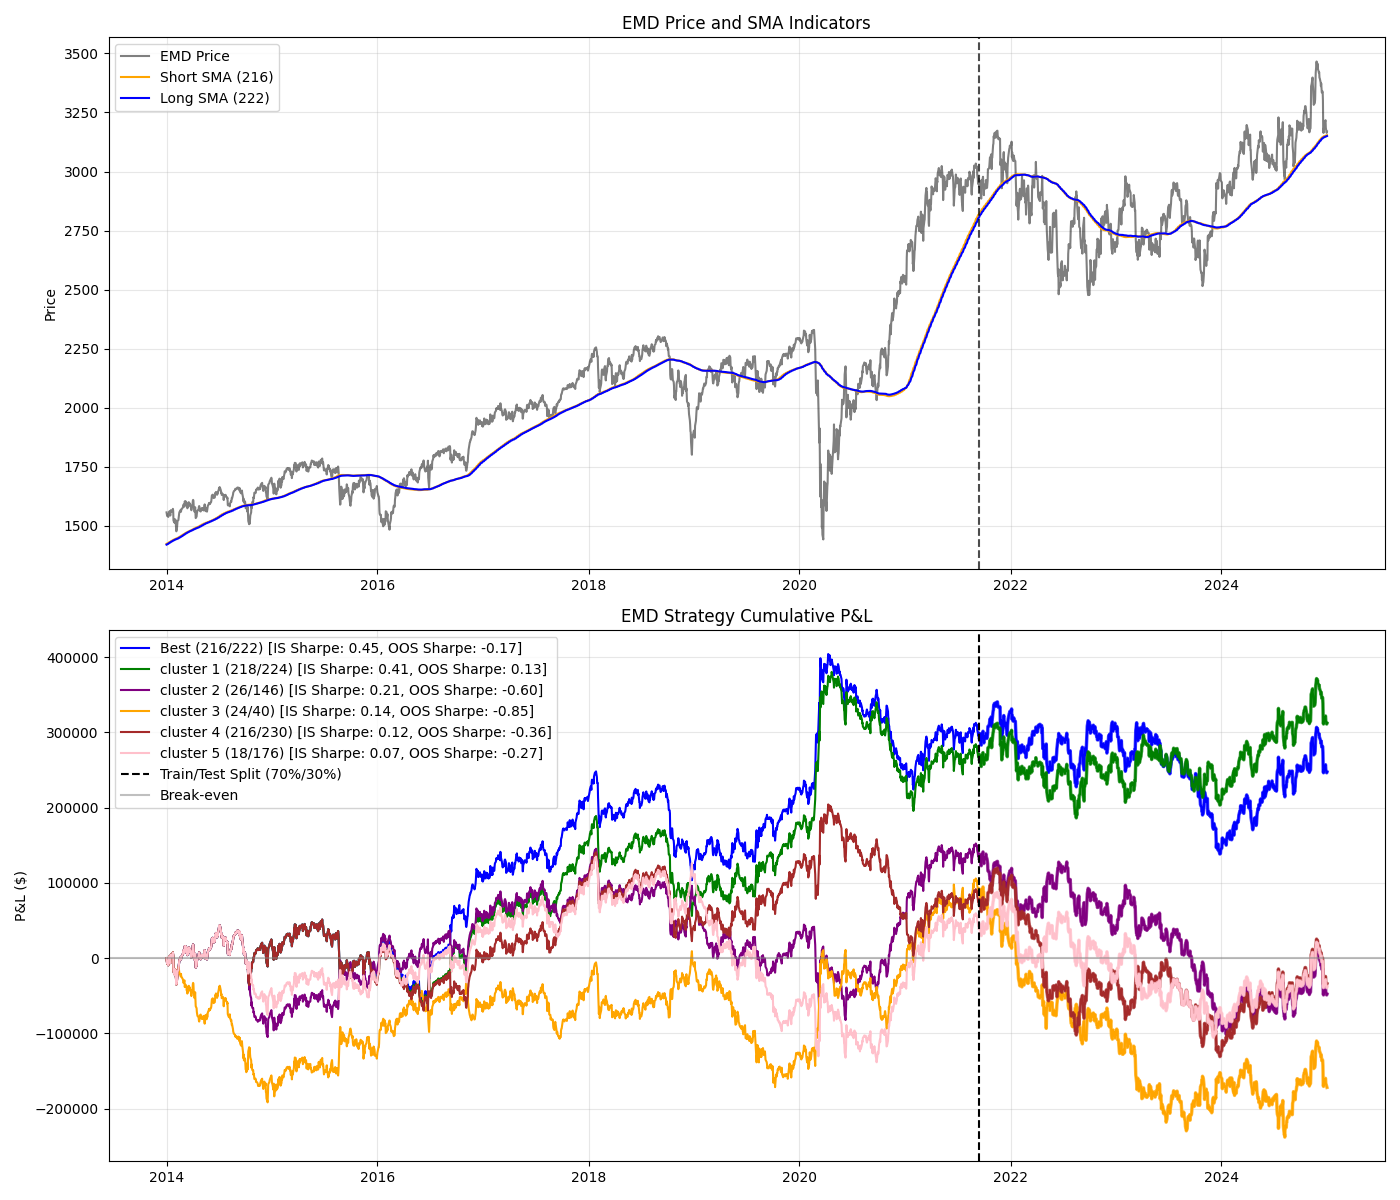 EMD Price and SMA Indicators
EMD Price
Short SMA (216)
Long SMA (222)
Price
3500
3250
3000
2750
2500
2250
2000
1750
1500
2014 2016 2018 2020 2022 2024
EMD Strategy Cumulative P&L
Best (216/222) [IS Sharpe: 0.45, OOS Sharpe: -0.17]
cluster 1 (218/224) [IS Sharpe: 0.41, OOS Sharpe: 0.13]
cluster 2 (26/146) [IS Sharpe: 0.21, OOS Sharpe: -0.60]
cluster 3 (24/40) [IS Sharpe: 0.14, OOS Sharpe: -0.85]
cluster 4 (216/230) [IS Sharpe: 0.12, OOS Sharpe: -0.36]
cluster 5 (18/176) [IS Sharpe: 0.07, OOS Sharpe: -0.27]
Train/Test Split (70%/30%)
Break-even
P&L ($)
400000
300000
200000
100000
0
−100000
−200000
2014 2016 2018 2020 2022 2024